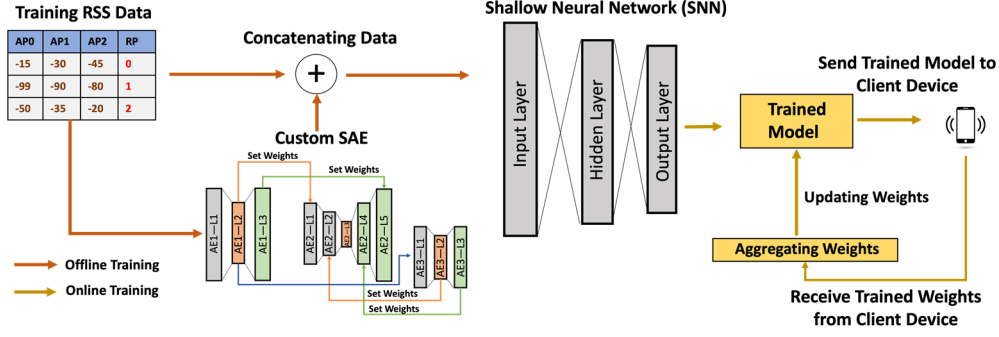 Training RSS Data
AP0 AP1 AP2 RP
-15 -30 -45 0
-99 -90 -80 1
-50 -35 -20 2
Concatenating Data
+
Custom SAE
Set Weights
Set Weights
AE1—L1
AE1—L2
AE1—L3
AE2—L1
AE2—L2
AE2—L3
AE2—L4
AE2—L5
AE3—L1
AE3—L2
AE3—L3
Set Weights
Set Weights
Offline Training
Online Training
Shallow Neural Network (SNN)
Input Layer
Hidden Layer
Output Layer
Trained
Model
Send Trained Model to
Client Device
Updating Weights
Aggregating Weights
Receive Trained Weights
from Client Device